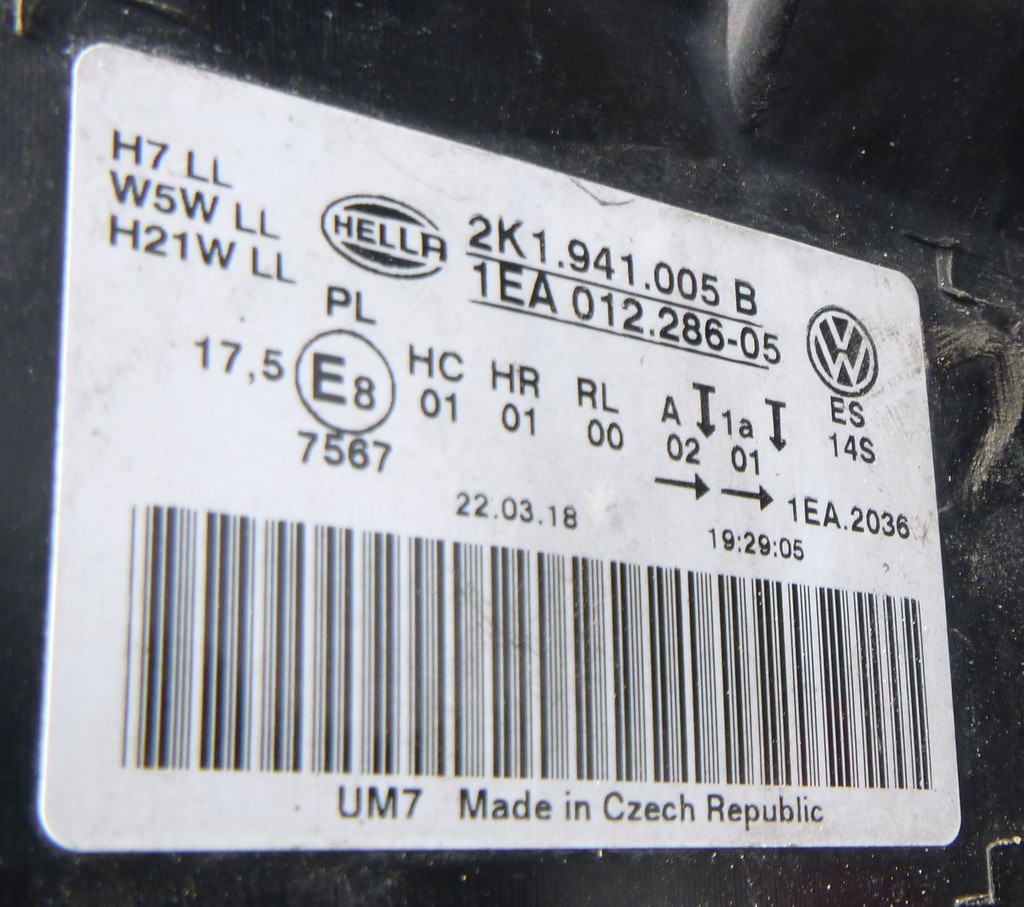 H7 LL
W5W LL
H21W LL
HELLA
2K1.941.005 B
1EA 012.286-05
PL
17,5 E8 HC HR RL A 1a ES
01 01 00 02 01 14S
7567
1EA.2036
22.03.18 19:29:05
UM7 Made in Czech Republic